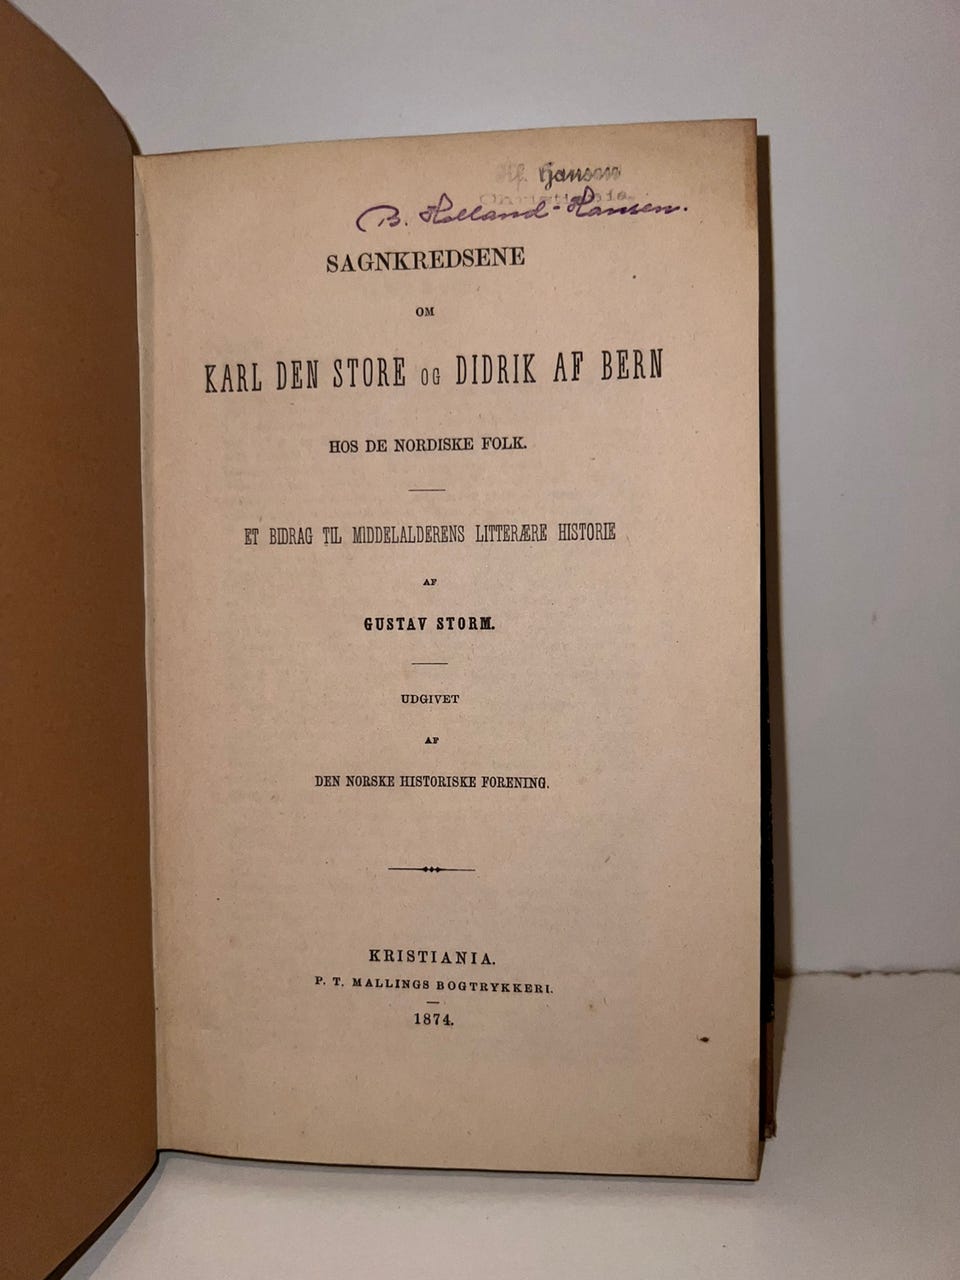 Hansen
B. Holland-Hansen.
SAGNKREDSENE
OM
KARL DEN STORE OG DIDRIK AF BERN
HOS DE NORDISKE FOLK.
ET BIDRAG TIL MIDDELALDERENS LITTERÆRE HISTORIE
AF
GUSTAV STORM.
UDGIVET
AF
DEN NORSKE HISTORISKE FORENING.
KRISTIANIA.
P. T. MALLINGS BOGTRYKKERI.
1874.